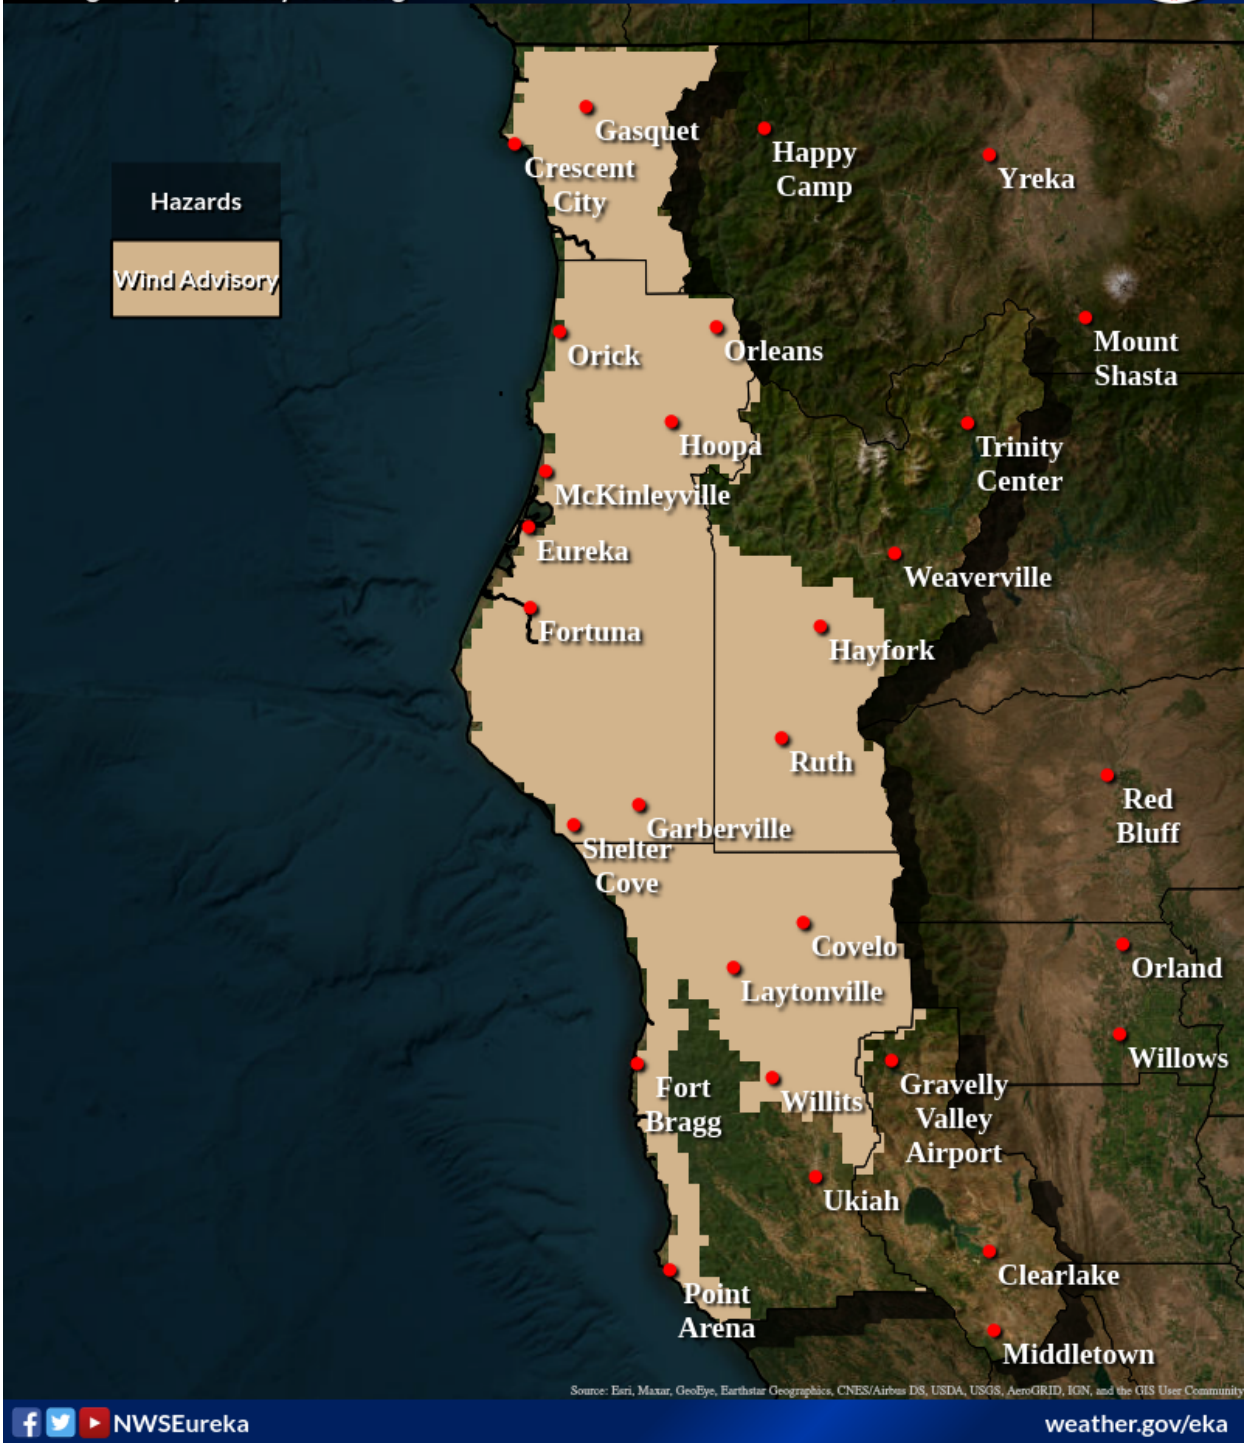 Hazards
Wind Advisory
Gasquet
Crescent
City
Happy
Camp
Yreka
Orick
Orleans
Mount
Shasta
Hoopa
Trinity
Center
McKinleyville
Eureka
Weaverville
Fortuna
Hayfork
Ruth
Red
Bluff
Garberville
Shelter
Cove
Covelo
Orland
Laytonville
Willows
Fort
Bragg
Willits
Gravelly
Valley
Airport
Ukiah
Clearlake
Point
Arena
Middletown
Source: Esri, Maxar, GeoEye, Earthstar Geographics, CNES/Airbus DS, USDA, USGS, AeroGRID, IGN, and the GIS User Community
NWSEureka
weather.gov/eka